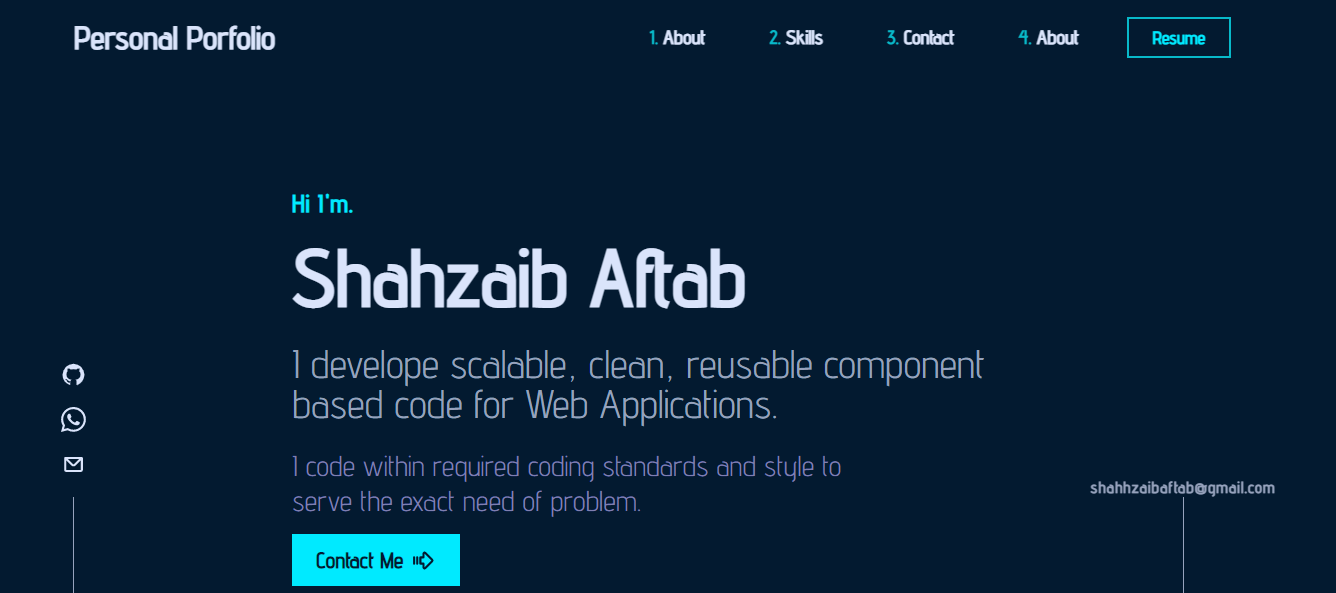 Personal Porfolio
1. About
2. Skills
3. Contact
4. About
Resume
Hi I'm.
Shahzaib Aftab
I develope scalable, clean, reusable component
based code for Web Applications.
I code within required coding standards and style to
serve the exact need of problem.
shahhzaibaftab@gmail.com
Contact Me